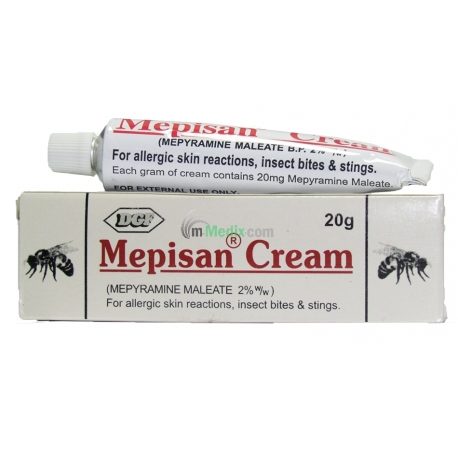 Mepisan Cream
(MEPYRAMINE MALEATE B.P. 2% w/w)
For allergic skin reactions, insect bites & stings.
Each gram of cream contains 20mg Mepyramine Maleate.
FOR EXTERNAL USE ONLY
DGF
mMedix.com
20g
Mepisan® Cream
(MEPYRAMINE MALEATE 2% w/w)
For allergic skin reactions, insect bites & stings.